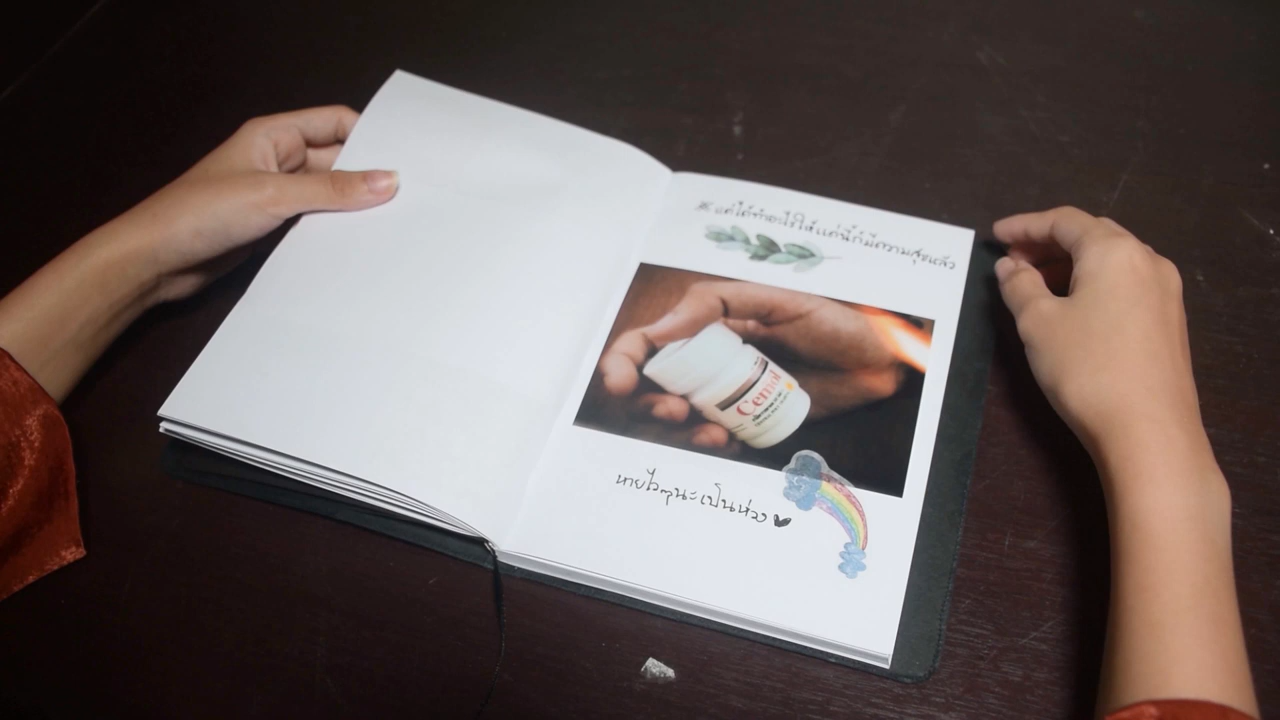 แค่ได้ทำอะไรให้แค่นี้ก็มีความสุขแล้ว
Cemol
หายไวๆนะเป็นห่วง